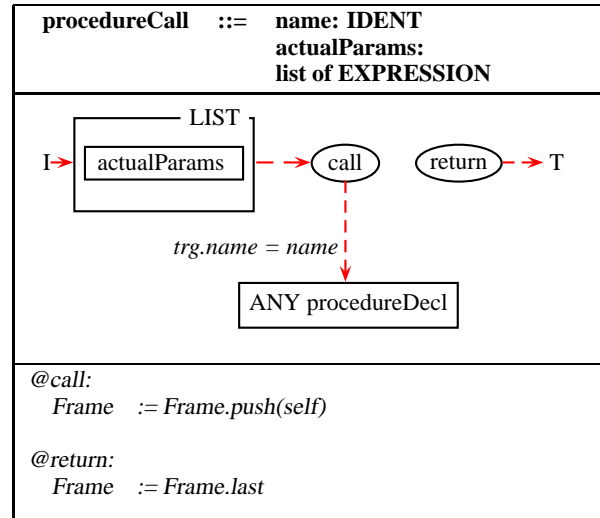 procedureCall ::= name: IDENT
actualParams:
list of EXPRESSION
LIST
I actualParams call return T
trg.name = name
ANY procedureDecl
@call:
Frame := Frame.push(self)
@return:
Frame := Frame.last